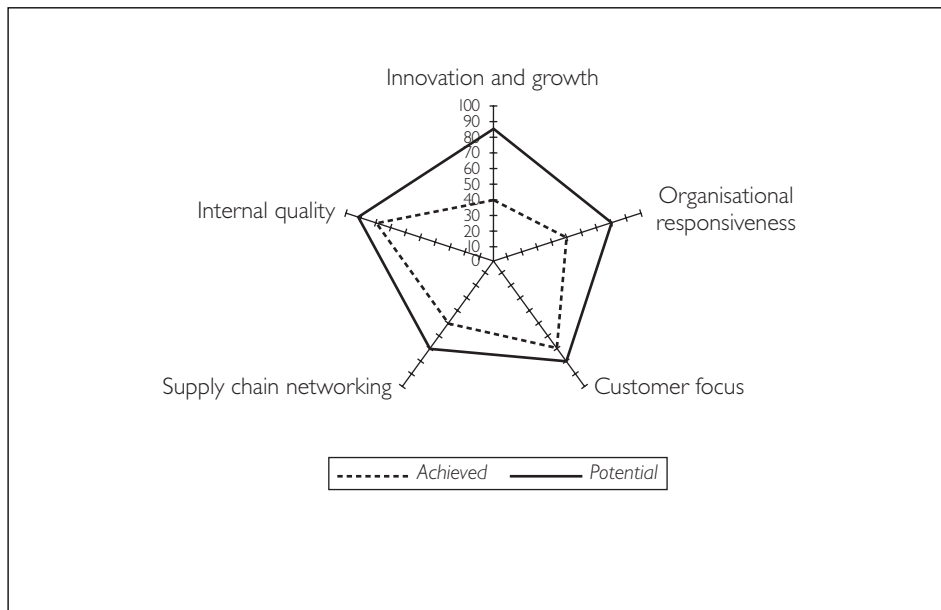 Innovation and growth
100
90
80
70
60
50
40
30
20
10
0
Organisational
responsiveness
Internal quality
Supply chain networking
Customer focus
Achieved
Potential